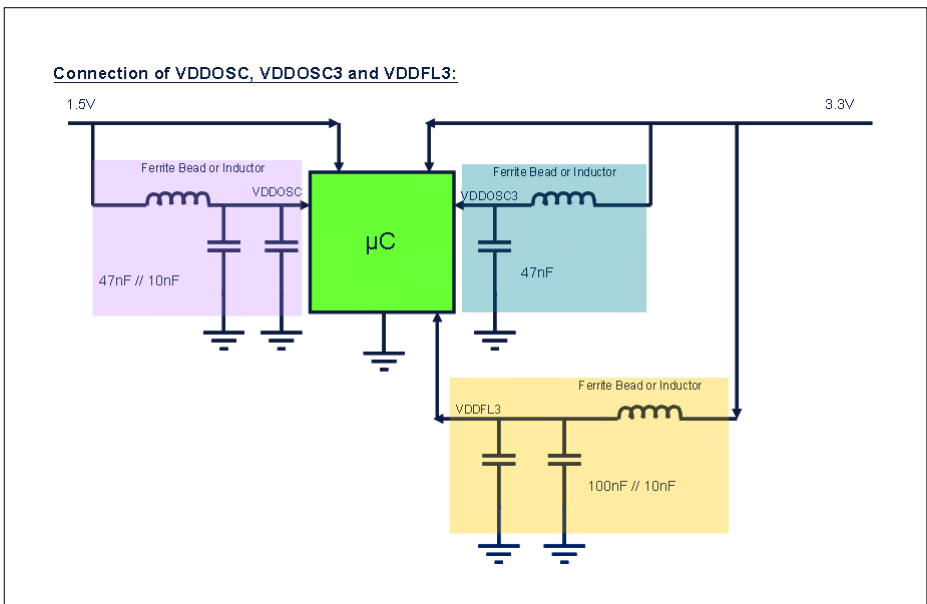 Connection of VDDOSC, VDDOSC3 and VDDFL3:
1.5V
3.3V
Ferrite Bead or Inductor
Ferrite Bead or Inductor
VDDOSC
VDDOSC3
µC
47nF // 10nF
47nF
Ferrite Bead or Inductor
VDDFL3
100nF // 10nF